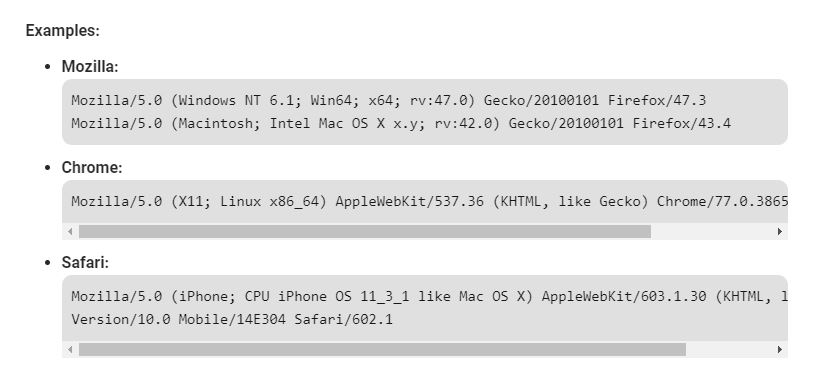 Examples:
Mozilla:
Mozilla/5.0 (Windows NT 6.1; Win64; x64; rv:47.0) Gecko/20100101 Firefox/47.3
Mozilla/5.0 (Macintosh; Intel Mac OS X x.y; rv:42.0) Gecko/20100101 Firefox/43.4
Chrome:
Mozilla/5.0 (X11; Linux x86_64) AppleWebKit/537.36 (KHTML, like Gecko) Chrome/77.0.3865
Safari:
Mozilla/5.0 (iPhone; CPU iPhone OS 11_3_1 like Mac OS X) AppleWebKit/603.1.30 (KHTML, l
Version/10.0 Mobile/14E304 Safari/602.1